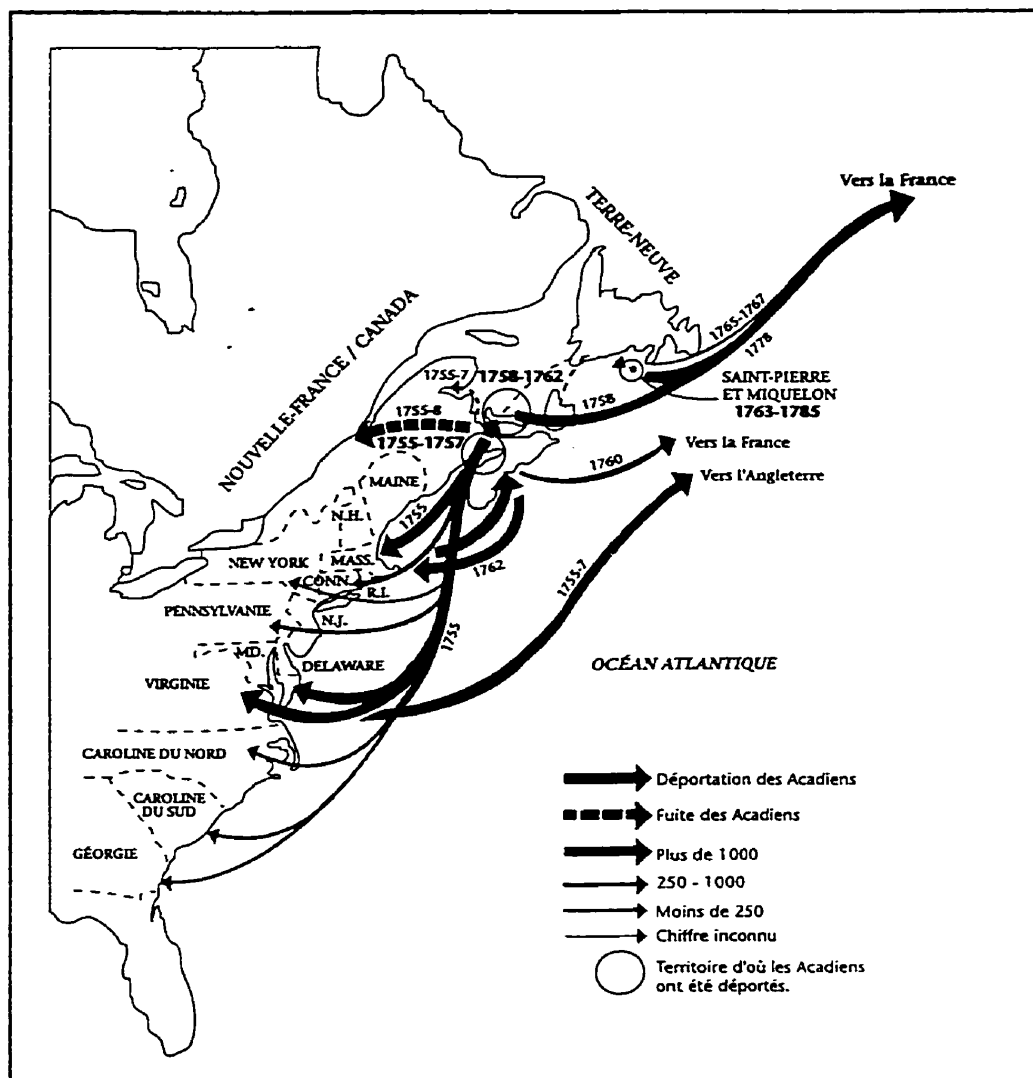 Vers la France
TERRE-NEUVE
1765-1767
1778
NOUVELLE-FRANCE / CANADA
1755-7
1758-1762
SAINT-PIERRE
ET MIQUELON
1763-1785
1758
1755-8
1755-1757
Vers la France
1760
Vers l'Angleterre
MAINE
N.H.
1755
NEW YORK
MASS.
1762
CONN.
R.I.
1755-7
PENNSYLVANIE
N.J.
1755
MD.
DELAWARE
OCÉAN ATLANTIQUE
VIRGINIE
CAROLINE DU NORD
CAROLINE
DU SUD
GÉORGIE
Déportation des Acadiens
Fuite des Acadiens
Plus de 1000
250 - 1000
Moins de 250
Chiffre inconnu
Territoire d'où les Acadiens
ont été déportés.